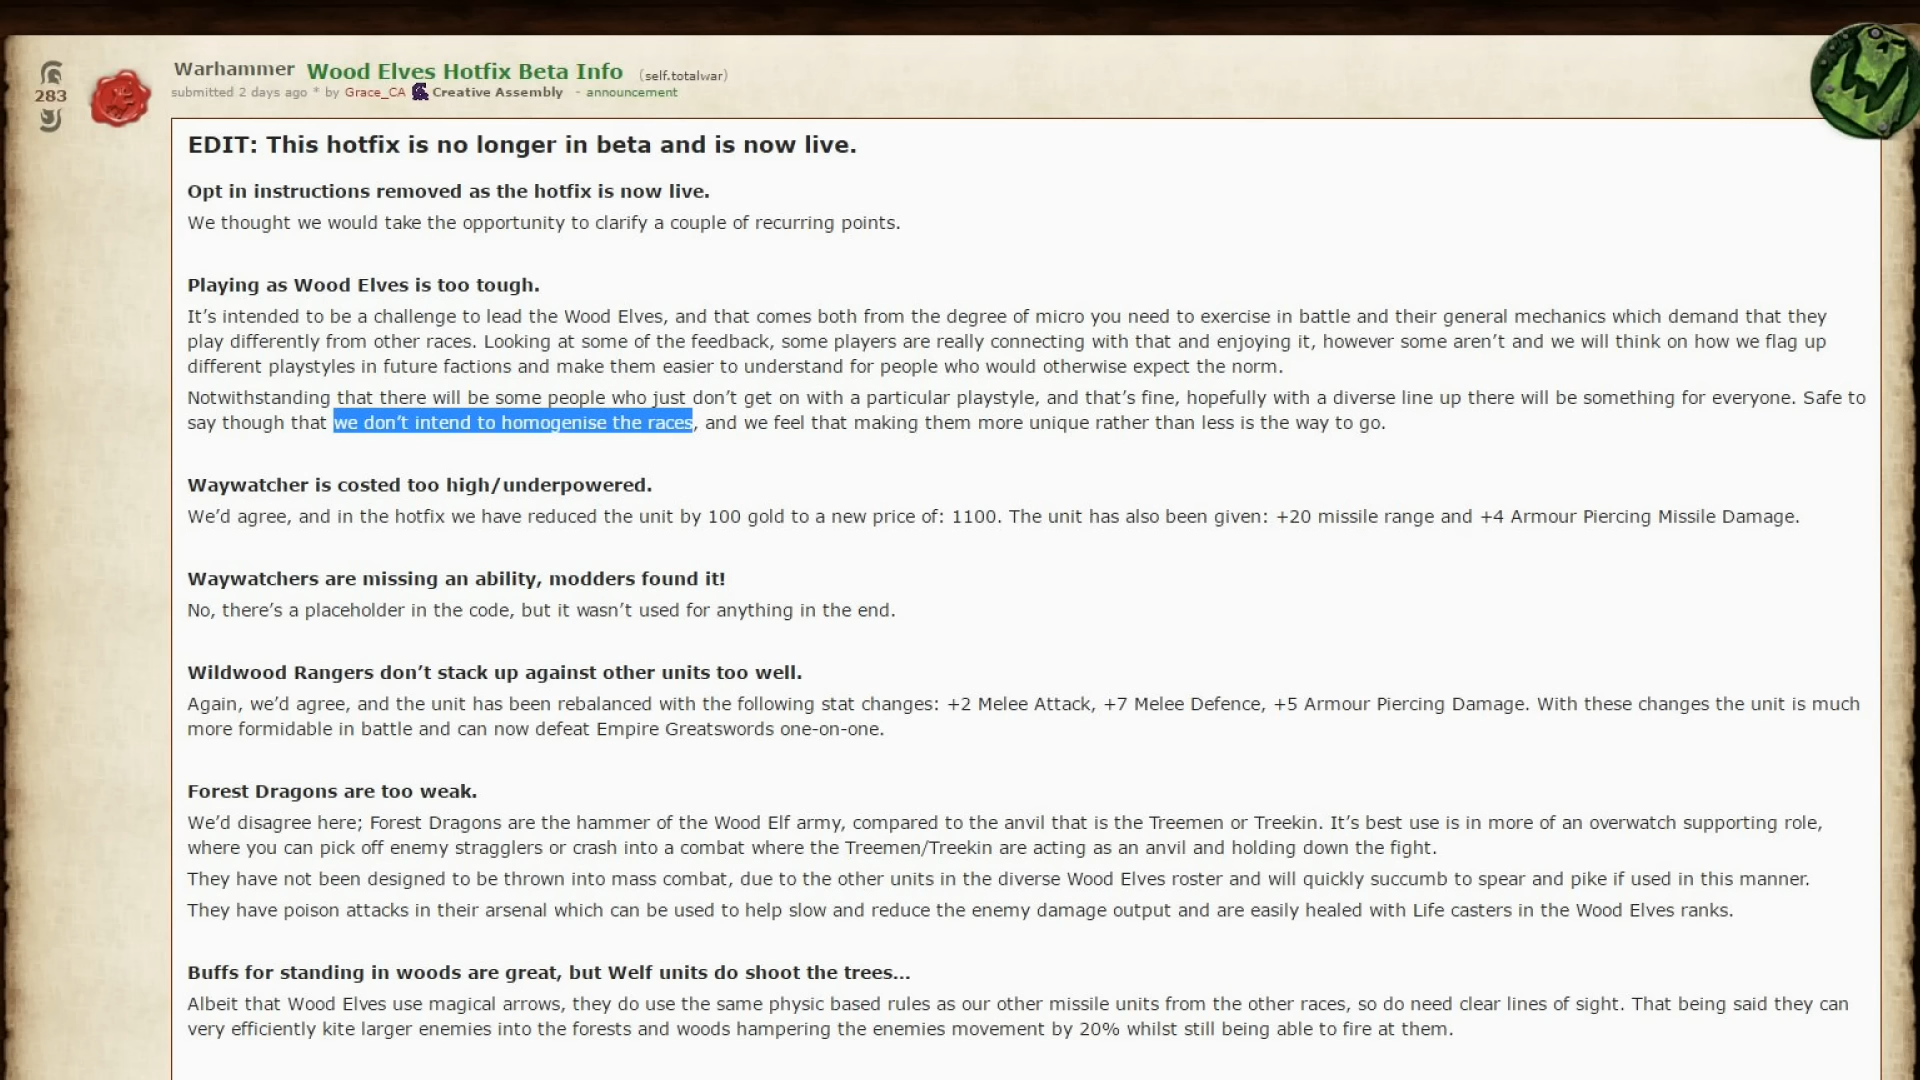 Warhammer Wood Elves Hotfix Beta Info (self.totalwar)
283
submitted 2 days ago * by Grace_CA Creative Assembly - announcement
EDIT: This hotfix is no longer in beta and is now live.
Opt in instructions removed as the hotfix is now live.
We thought we would take the opportunity to clarify a couple of recurring points.
Playing as Wood Elves is too tough.
It’s intended to be a challenge to lead the Wood Elves, and that comes both from the degree of micro you need to exercise in battle and their general mechanics which demand that they
play differently from other races. Looking at some of the feedback, some players are really connecting with that and enjoying it, however some aren’t and we will think on how we flag up
different playstyles in future factions and make them easier to understand for people who would otherwise expect the norm.
Notwithstanding that there will be some people who just don’t get on with a particular playstyle, and that’s fine, hopefully with a diverse line up there will be something for everyone. Safe to
say though that we don’t intend to homogenise the races, and we feel that making them more unique rather than less is the way to go.
Waywatcher is costed too high/underpowered.
We’d agree, and in the hotfix we have reduced the unit by 100 gold to a new price of: 1100. The unit has also been given: +20 missile range and +4 Armour Piercing Missile Damage.
Waywatchers are missing an ability, modders found it!
No, there’s a placeholder in the code, but it wasn’t used for anything in the end.
Wildwood Rangers don’t stack up against other units too well.
Again, we’d agree, and the unit has been rebalanced with the following stat changes: +2 Melee Attack, +7 Melee Defence, +5 Armour Piercing Damage. With these changes the unit is much
more formidable in battle and can now defeat Empire Greatswords one-on-one.
Forest Dragons are too weak.
We’d disagree here; Forest Dragons are the hammer of the Wood Elf army, compared to the anvil that is the Treemen or Treekin. It’s best use is in more of an overwatch supporting role,
where you can pick off enemy stragglers or crash into a combat where the Treemen/Treekin are acting as an anvil and holding down the fight.
They have not been designed to be thrown into mass combat, due to the other units in the diverse Wood Elves roster and will quickly succumb to spear and pike if used in this manner.
They have poison attacks in their arsenal which can be used to help slow and reduce the enemy damage output and are easily healed with Life casters in the Wood Elves ranks.
Buffs for standing in woods are great, but Welf units do shoot the trees...
Albeit that Wood Elves use magical arrows, they do use the same physic based rules as our other missile units from the other races, so do need clear lines of sight. That being said they can
very efficiently kite larger enemies into the forests and woods hampering the enemies movement by 20% whilst still being able to fire at them.